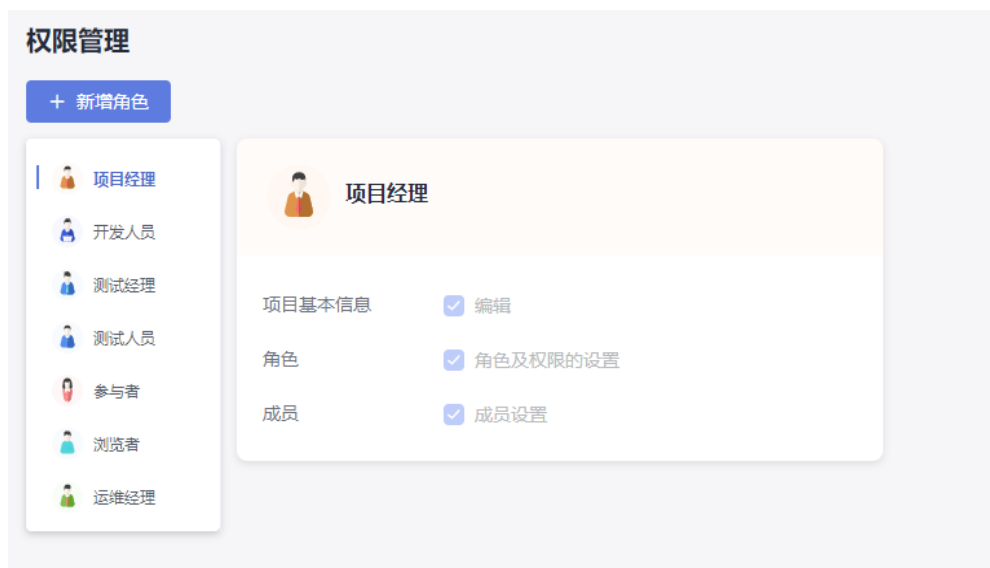 权限管理
+ 新增角色
项目经理
开发人员
测试经理
测试人员
参与者
浏览者
运维经理
项目经理
项目基本信息 编辑
角色 角色及权限的设置
成员 成员设置